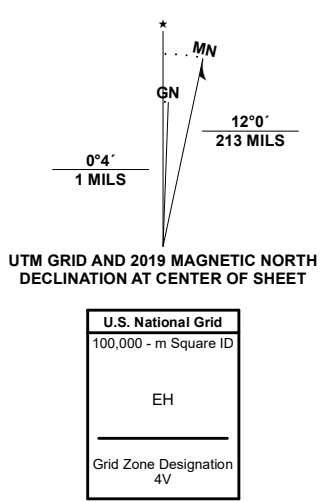 ★
MN
GN
12°0´
213 MILS
0°4´
1 MILS
UTM GRID AND 2019 MAGNETIC NORTH
DECLINATION AT CENTER OF SHEET
U.S. National Grid
100,000 - m Square ID
EH
Grid Zone Designation
4V